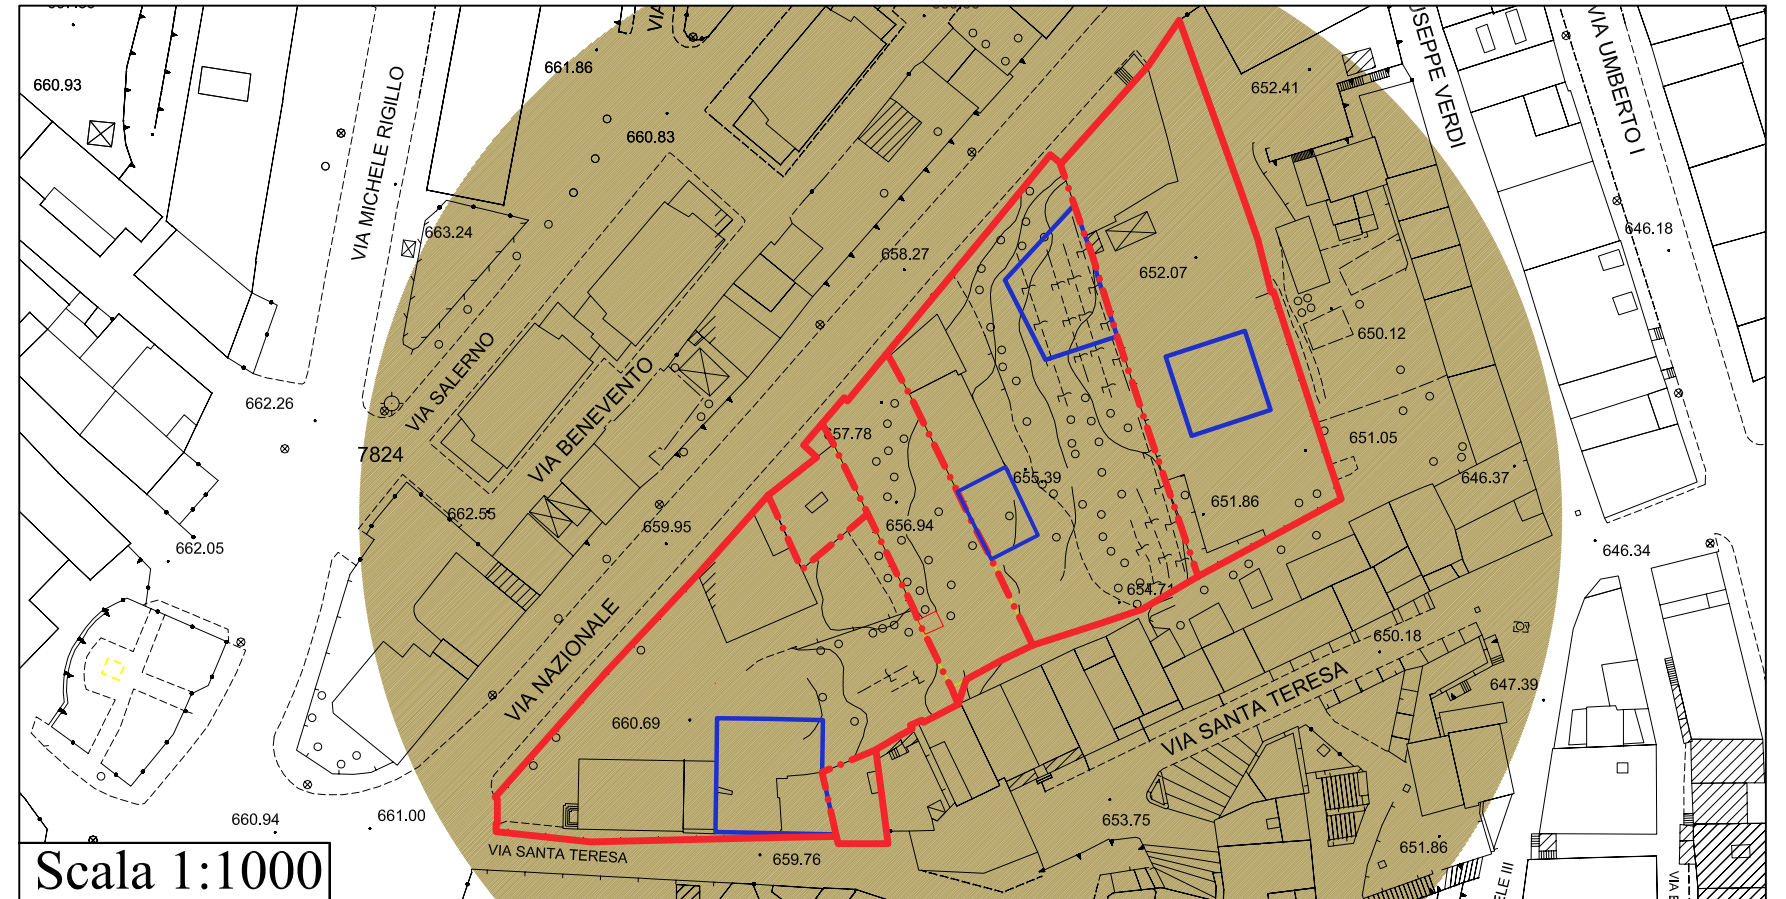 660.93
661.86
VIA MICHELE RIGILLO
660.83
652.41
VIA UMBERTO I
663.24
658.27
652.07
646.18
650.12
VIA SALERNO
VIA BENEVENTO
662.26
7824
657.78
651.05
662.55
659.95
656.94
655.39
651.86
646.37
662.05
646.34
654.71
650.18
VIA NAZIONALE
660.69
VIA SANTA TERESA
647.39
660.94
661.00
653.75
VIA SANTA TERESA
659.76
651.86
Scala 1:1000
VIA
USEPPE VERDI
ELE III